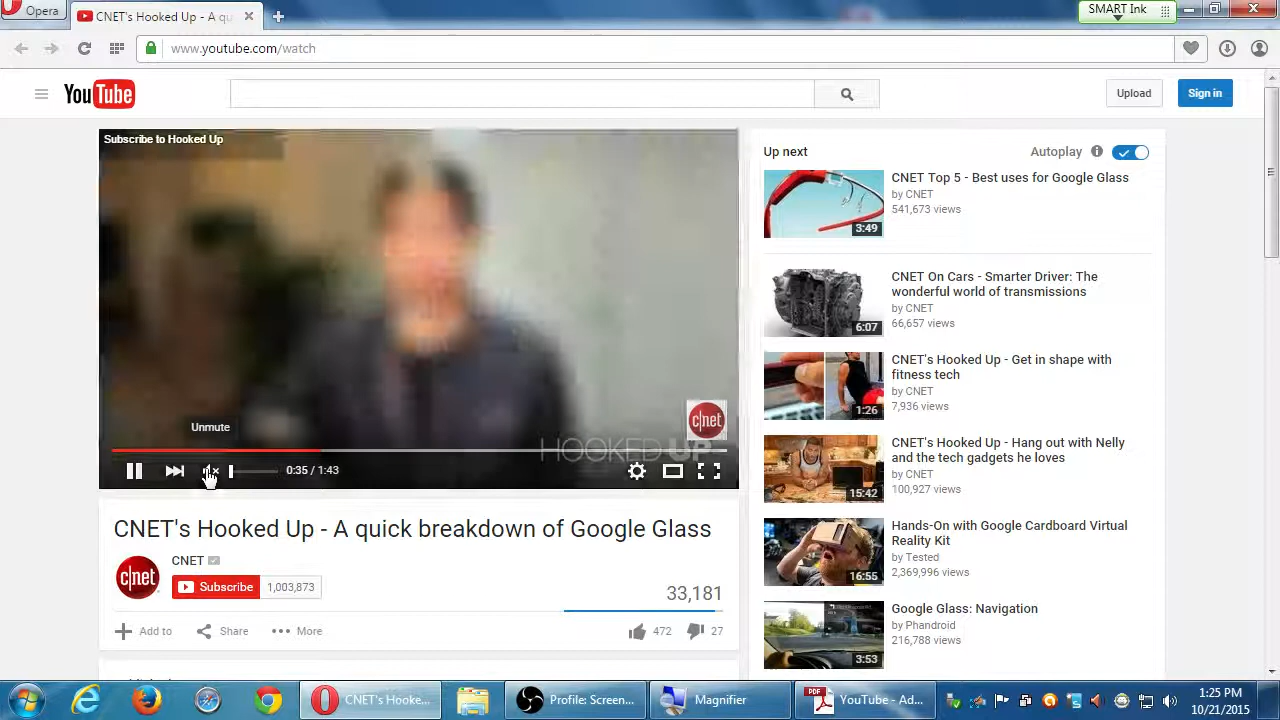 Opera
CNET's Hooked Up - A qu
SMART Ink
www.youtube.com/watch
YouTube
Upload
Sign in
Subscribe to Hooked Up
c|net
HOOKED UP
Unmute
0:35 / 1:43
CNET's Hooked Up - A quick breakdown of Google Glass
c|net
CNET
Subscribe 1,003,873
33,181
Add to Share More 472 27
Up next Autoplay
CNET Top 5 - Best uses for Google Glass
by CNET
541,673 views
3:49
CNET On Cars - Smarter Driver: The
wonderful world of transmissions
by CNET
66,657 views
6:07
CNET's Hooked Up - Get in shape with
fitness tech
by CNET
7,936 views
1:26
CNET's Hooked Up - Hang out with Nelly
and the tech gadgets he loves
by CNET
100,927 views
15:42
Hands-On with Google Cardboard Virtual
Reality Kit
by Tested
2,369,996 views
16:55
Google Glass: Navigation
by Phandroid
216,788 views
3:53
CNET's Hooke...
Profile: Screen...
Magnifier
PDF
YouTube - Ad...
1:25 PM
10/21/2015